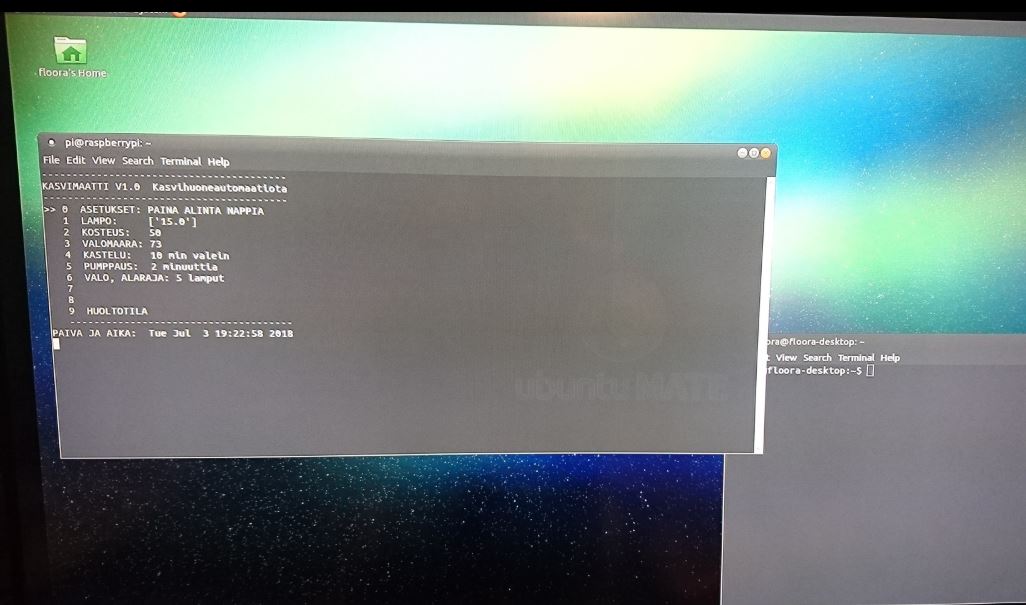 floora's Home
pi@raspberrypi: ~
File Edit View Search Terminal Help
------------------------------------------
KASVIMAATTI V1.0 Kasvihuoneautomaatiota
------------------------------------------
>> 0 ASETUKSET: PAINA ALINTA NAPPIA
1 LAMPO: ['15.0']
2 KOSTEUS: 50
3 VALOMAARA: 73
4 KASTELU: 10 min valein
5 PUMPPAUS: 2 minuuttia
6 VALO, ALARAJA: 5 lamput
7
8
9 HUOLTOTILA
------------------------------------------
PAIVA JA AIKA: Tue Jul 3 19:22:58 2018
ubuntu MATE
ora@floora-desktop: ~
t View Search Terminal Help
floora-desktop:~$